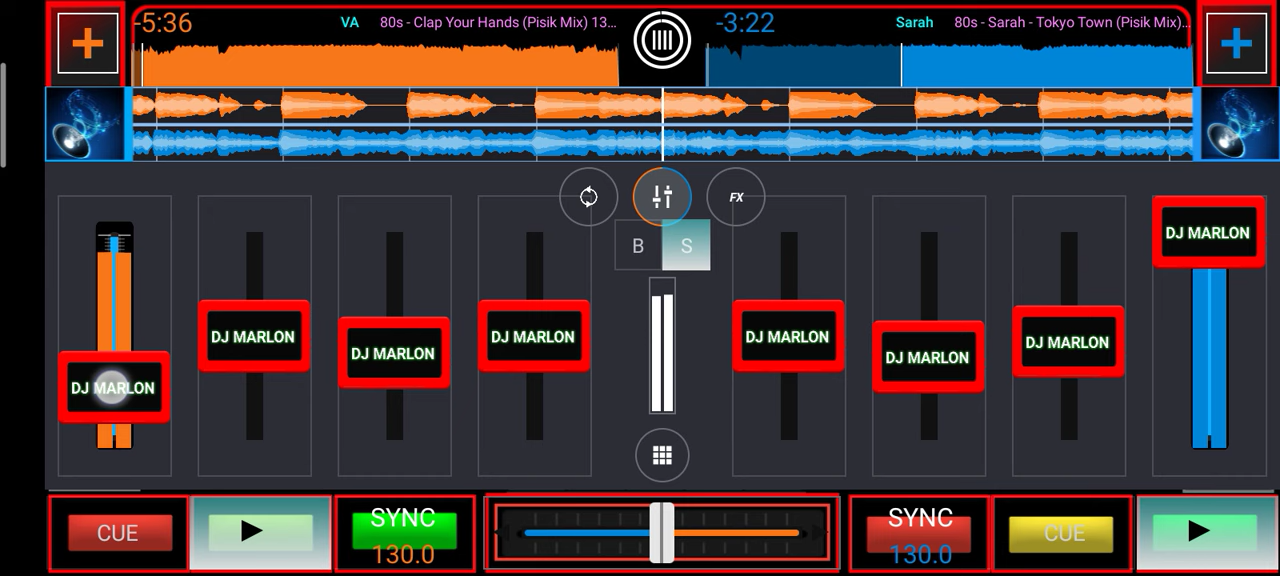 -5:36 VA 80s - Clap Your Hands (Pisik Mix) 13...
-3:22 Sarah 80s - Sarah - Tokyo Town (Pisik Mix)...
FX
B S
DJ MARLON
DJ MARLON
DJ MARLON
DJ MARLON
DJ MARLON
DJ MARLON
DJ MARLON
DJ MARLON
CUE
SYNC
130.0
SYNC
130.0
CUE